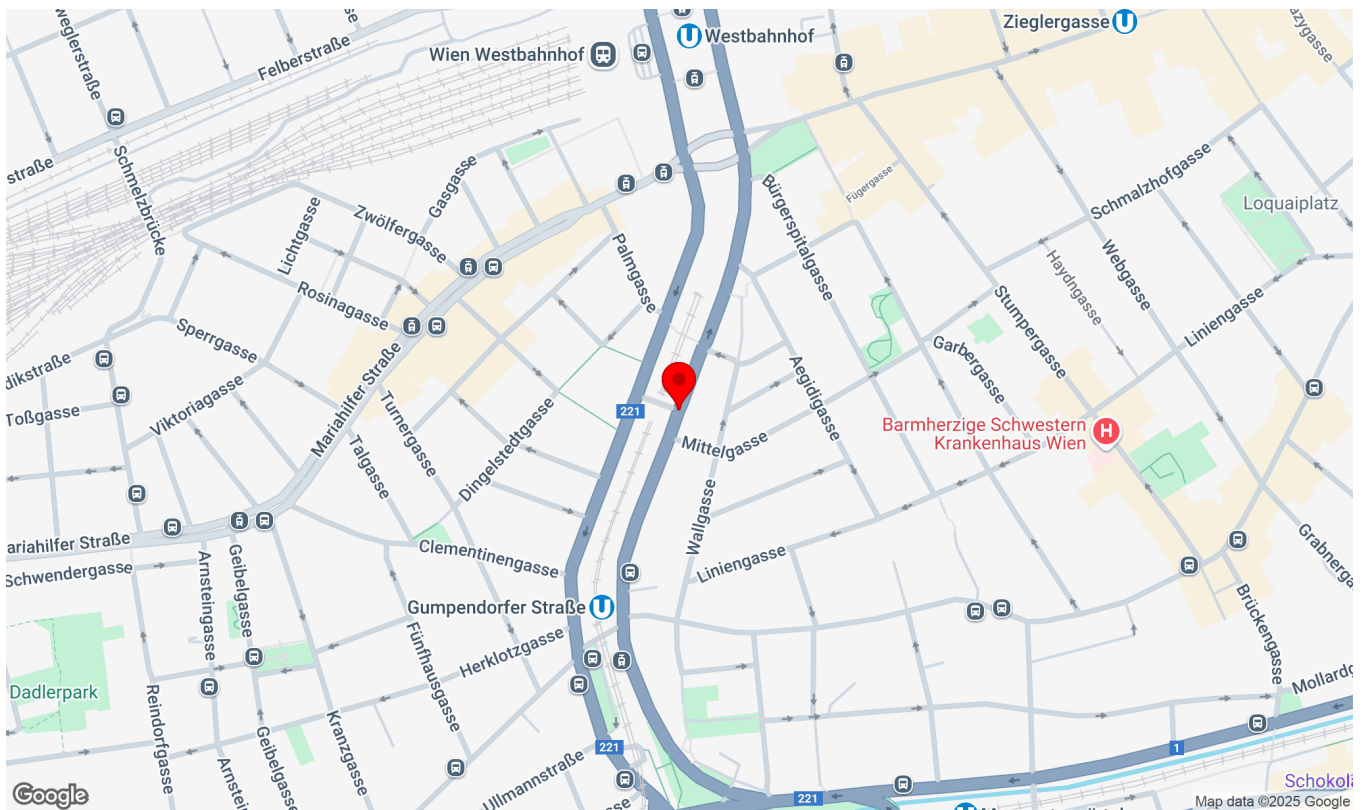 Zieglergasse
Westbahnhof
Wien Westbahnhof
Felberstraße
Schmelzbrücke
straße
Gasgasse
Zwölfergasse
Lichtgasse
Rosinagasse
Palmgasse
Bürgerspitalgasse
Fügergasse
Schmalzhofgasse
Loquaiplatz
Webgasse
Haydngasse
Stumpergasse
Liniengasse
Garbergasse
Sperrgasse
Viktoriagasse
Toßgasse
Mariahilfer Straße
Turnergasse
Talgasse
Dingelstedtgasse
221
Mittelgasse
Aegidigasse
Barmherzige Schwestern
Krankenhaus Wien
H
Wallgasse
Liniengasse
Clementinengasse
Gumpendorfer Straße
Herklotzgasse
Schwendergasse
Arnsteingasse
Geibelgasse
Fünfhausgasse
Dadlerpark
Reindorfgasse
Geibelgasse
Kranzgasse
Ullmannstraße
221
221
1
Brückengasse
Google
Map data ©2025 Google